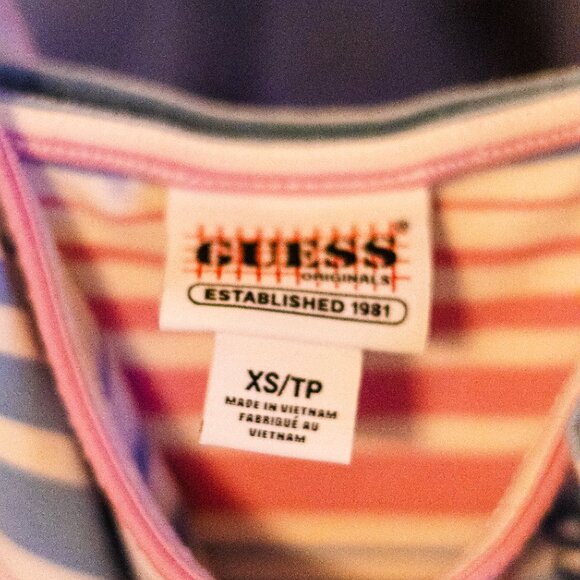 GUESS®
ORIGINALS
ESTABLISHED 1981
XS/TP
MADE IN VIETNAM
FABRIQUÉ AU
VIETNAM